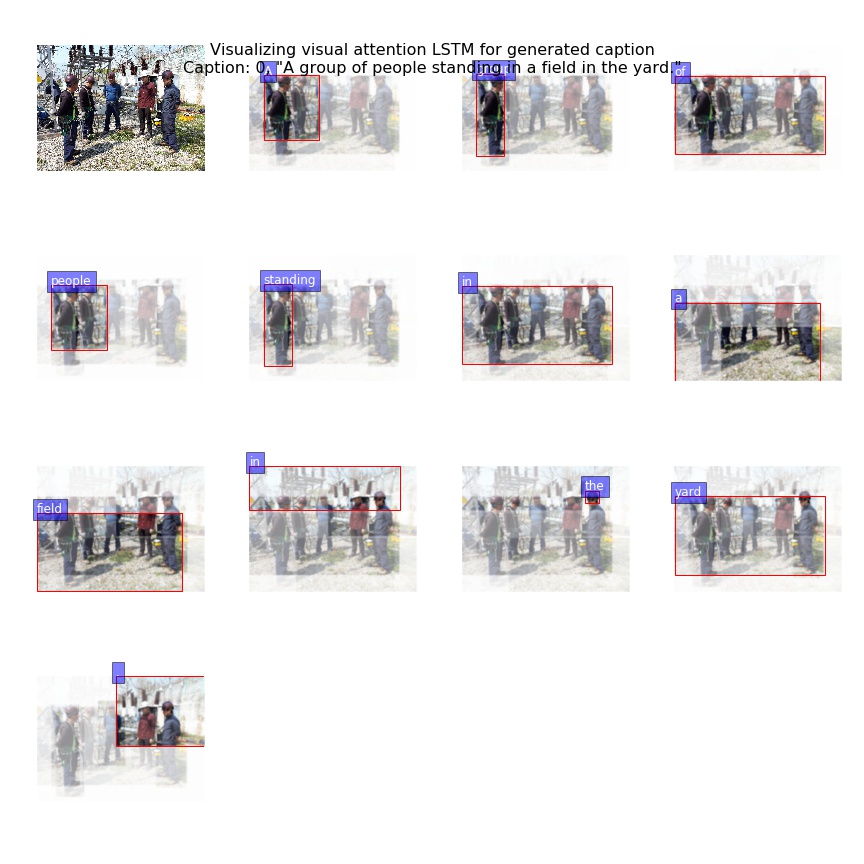 Visualizing visual attention LSTM for generated caption
Caption: 0, "A group of people standing in a field in the yard."
A
of
people
standing
in
a
field
in
the
yard
.